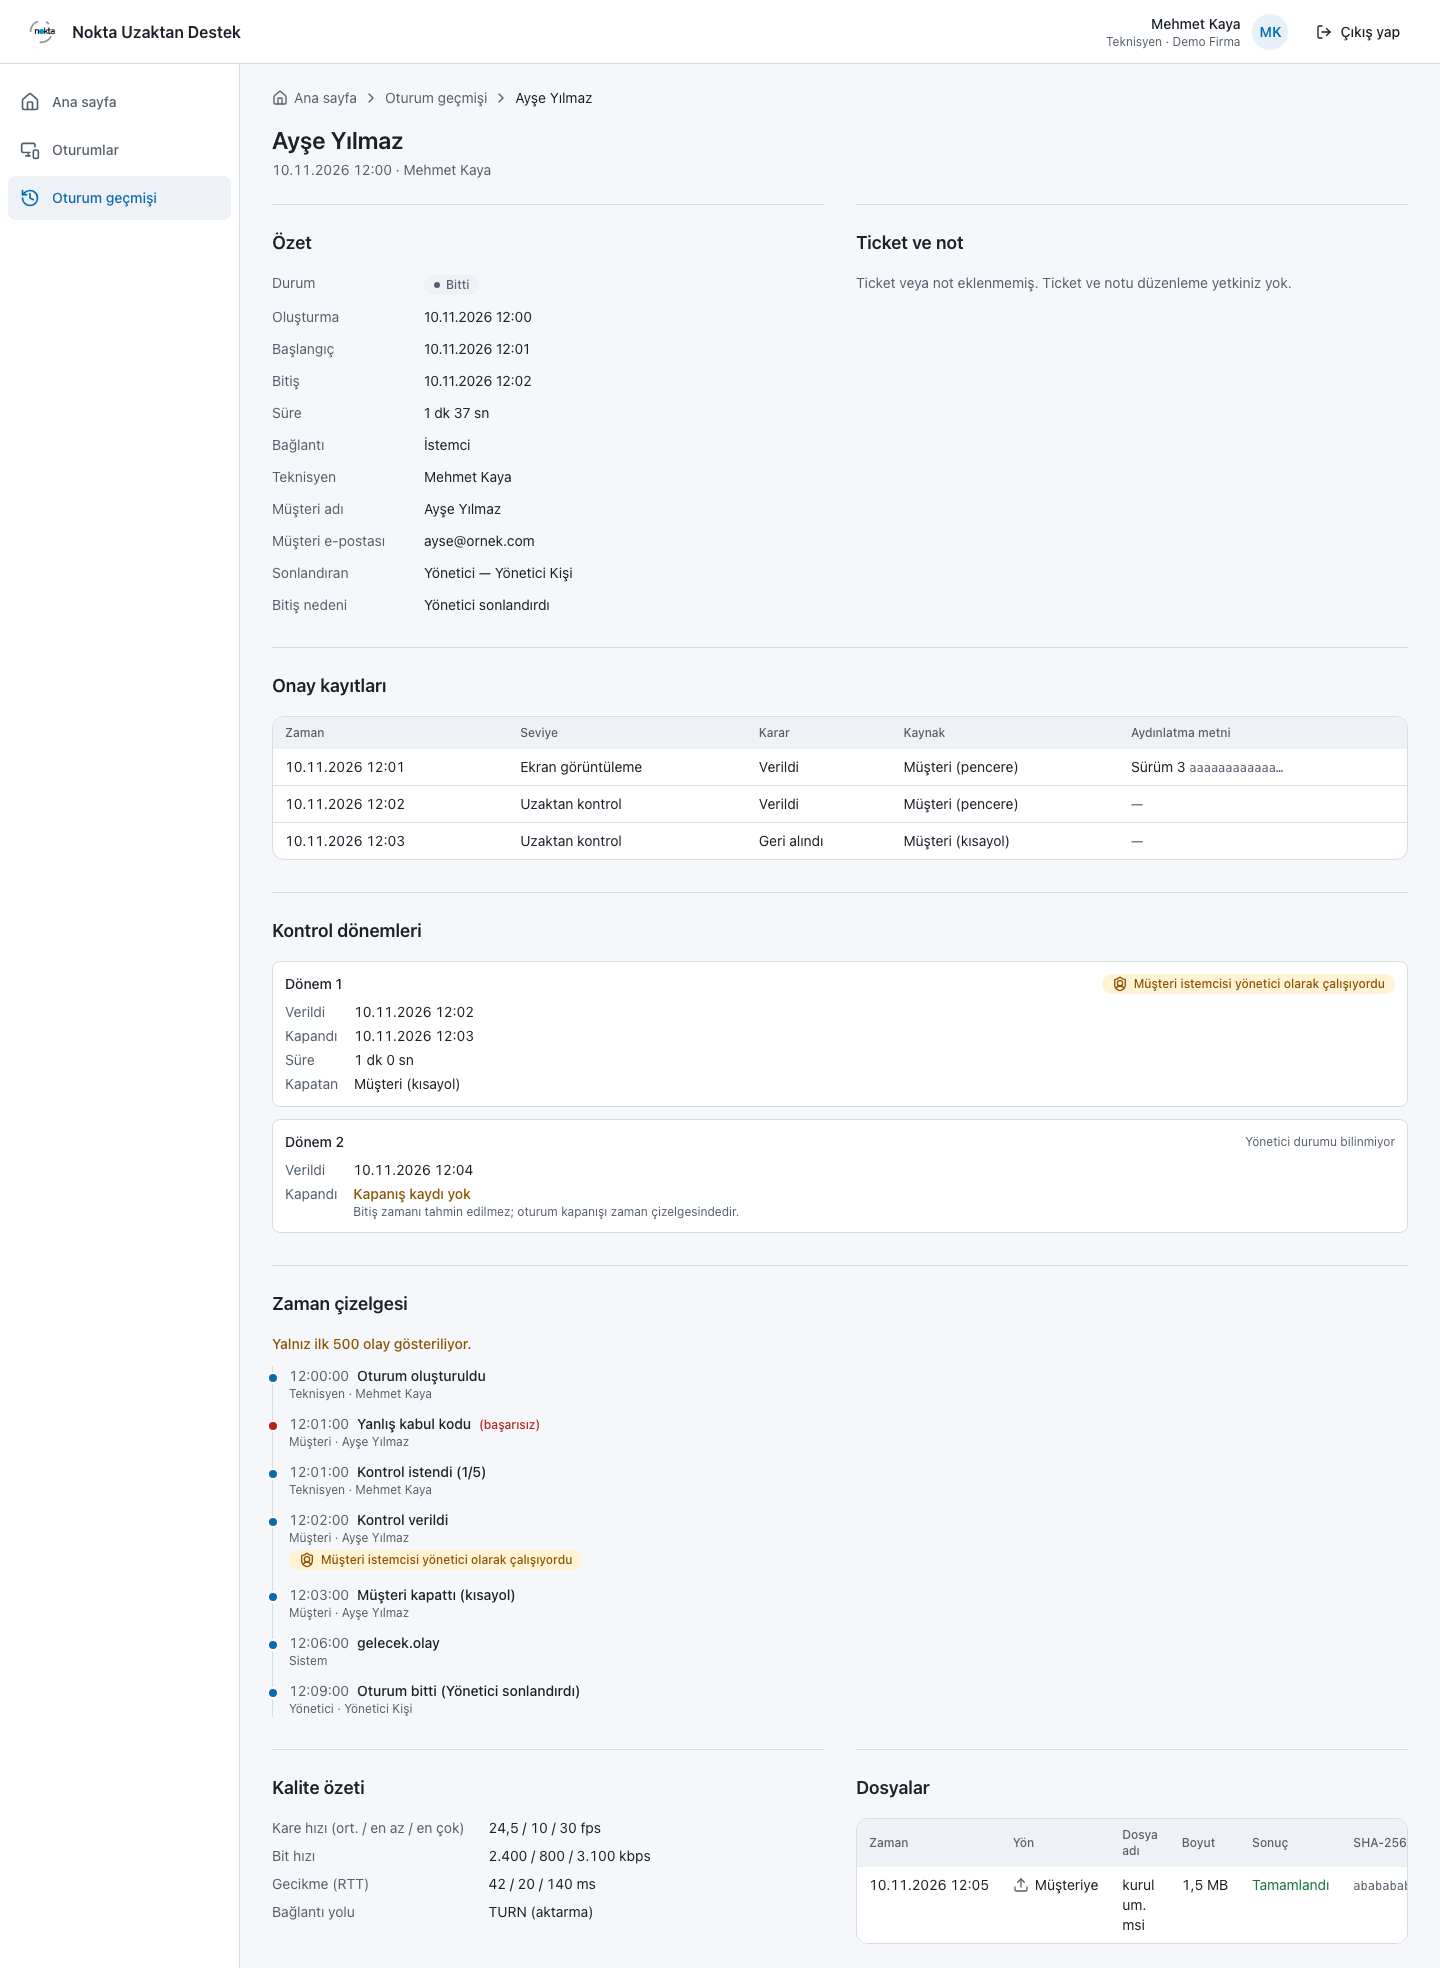 nokta
Nokta Uzaktan Destek
Mehmet Kaya
Teknisyen · Demo Firma
MK
Çıkış yap
Ana sayfa
Oturumlar
Oturum geçmişi
Ana sayfa > Oturum geçmişi > Ayşe Yılmaz
Ayşe Yılmaz
10.11.2026 12:00 · Mehmet Kaya
Özet
Durum Bitti
Oluşturma 10.11.2026 12:00
Başlangıç 10.11.2026 12:01
Bitiş 10.11.2026 12:02
Süre 1 dk 37 sn
Bağlantı İstemci
Teknisyen Mehmet Kaya
Müşteri adı Ayşe Yılmaz
Müşteri e-postası ayse@ornek.com
Sonlandıran Yönetici — Yönetici Kişi
Bitiş nedeni Yönetici sonlandırdı
Ticket ve not
Ticket veya not eklenmemiş. Ticket ve notu düzenleme yetkiniz yok.
Onay kayıtları
Zaman Seviye Karar Kaynak Aydınlatma metni
10.11.2026 12:01 Ekran görüntüleme Verildi Müşteri (pencere) Sürüm 3 aaaaaaaaaaaa…
10.11.2026 12:02 Uzaktan kontrol Verildi Müşteri (pencere) —
10.11.2026 12:03 Uzaktan kontrol Geri alındı Müşteri (kısayol) —
Kontrol dönemleri
Dönem 1 Müşteri istemcisi yönetici olarak çalışıyordu
Verildi 10.11.2026 12:02
Kapandı 10.11.2026 12:03
Süre 1 dk 0 sn
Kapatan Müşteri (kısayol)
Dönem 2 Yönetici durumu bilinmiyor
Verildi 10.11.2026 12:04
Kapandı Kapanış kaydı yok
Bitiş zamanı tahmin edilmez; oturum kapanışı zaman çizelgesindedir.
Zaman çizelgesi
Yalnız ilk 500 olay gösteriliyor.
12:00:00 Oturum oluşturuldu
Teknisyen · Mehmet Kaya
12:01:00 Yanlış kabul kodu (başarısız)
Müşteri · Ayşe Yılmaz
12:01:00 Kontrol istendi (1/5)
Teknisyen · Mehmet Kaya
12:02:00 Kontrol verildi
Müşteri · Ayşe Yılmaz
Müşteri istemcisi yönetici olarak çalışıyordu
12:03:00 Müşteri kapattı (kısayol)
Müşteri · Ayşe Yılmaz
12:06:00 gelecek.olay
Sistem
12:09:00 Oturum bitti (Yönetici sonlandırdı)
Yönetici · Yönetici Kişi
Kalite özeti
Kare hızı (ort. / en az / en çok) 24,5 / 10 / 30 fps
Bit hızı 2.400 / 800 / 3.100 kbps
Gecikme (RTT) 42 / 20 / 140 ms
Bağlantı yolu TURN (aktarma)
Dosyalar
Zaman Yön Dosya adı Boyut Sonuç SHA-256
10.11.2026 12:05 Müşteriye kurul um. msi 1,5 MB Tamamlandı abababab